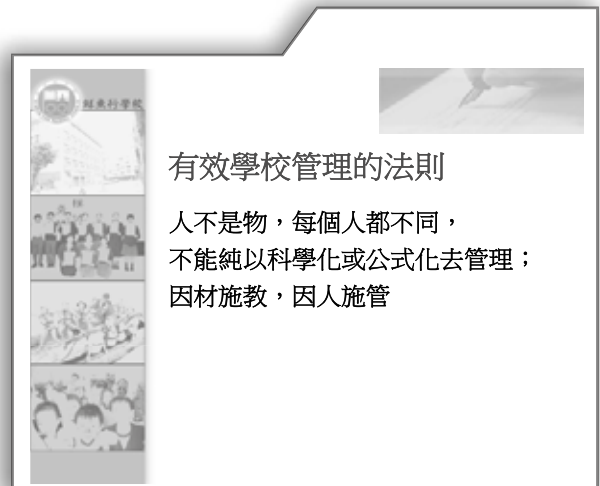 有效學校管理的法則
人不是物，每個人都不同，
不能純以科學化或公式化去管理；
因材施教，因人施管